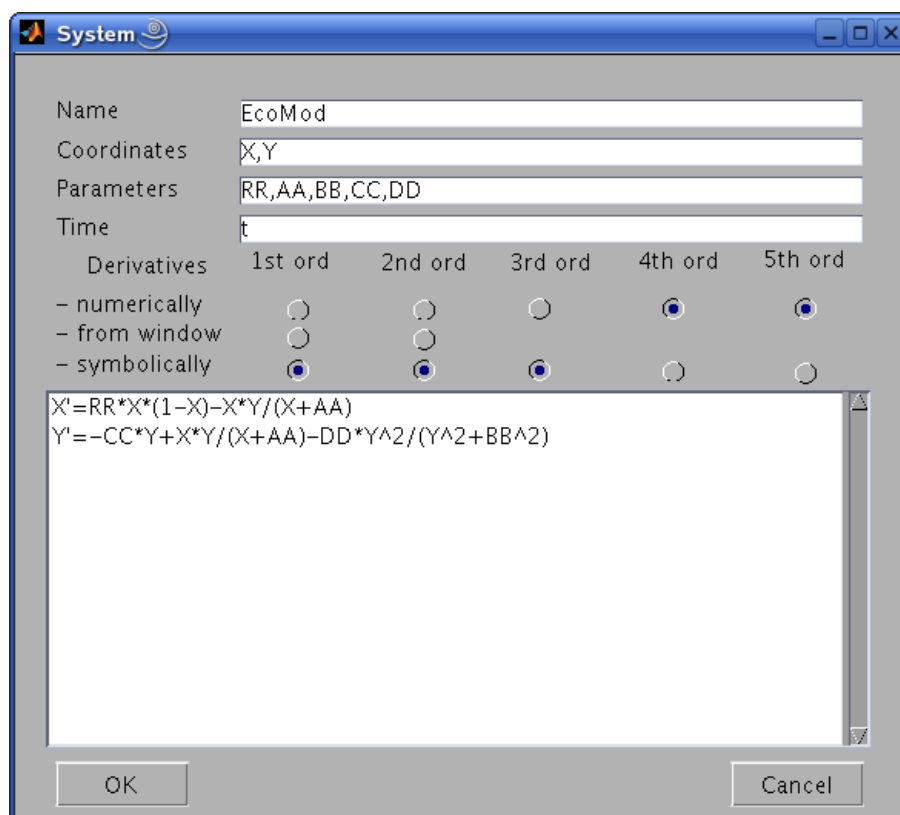 System
Name EcoMod
Coordinates X,Y
Parameters RR,AA,BB,CC,DD
Time t
Derivatives 1st ord 2nd ord 3rd ord 4th ord 5th ord
– numerically
– from window
– symbolically
X'=RR*X*(1–X)–X*Y/(X+AA)
Y'=–CC*Y+X*Y/(X+AA)–DD*Y^2/(Y^2+BB^2)
OK Cancel